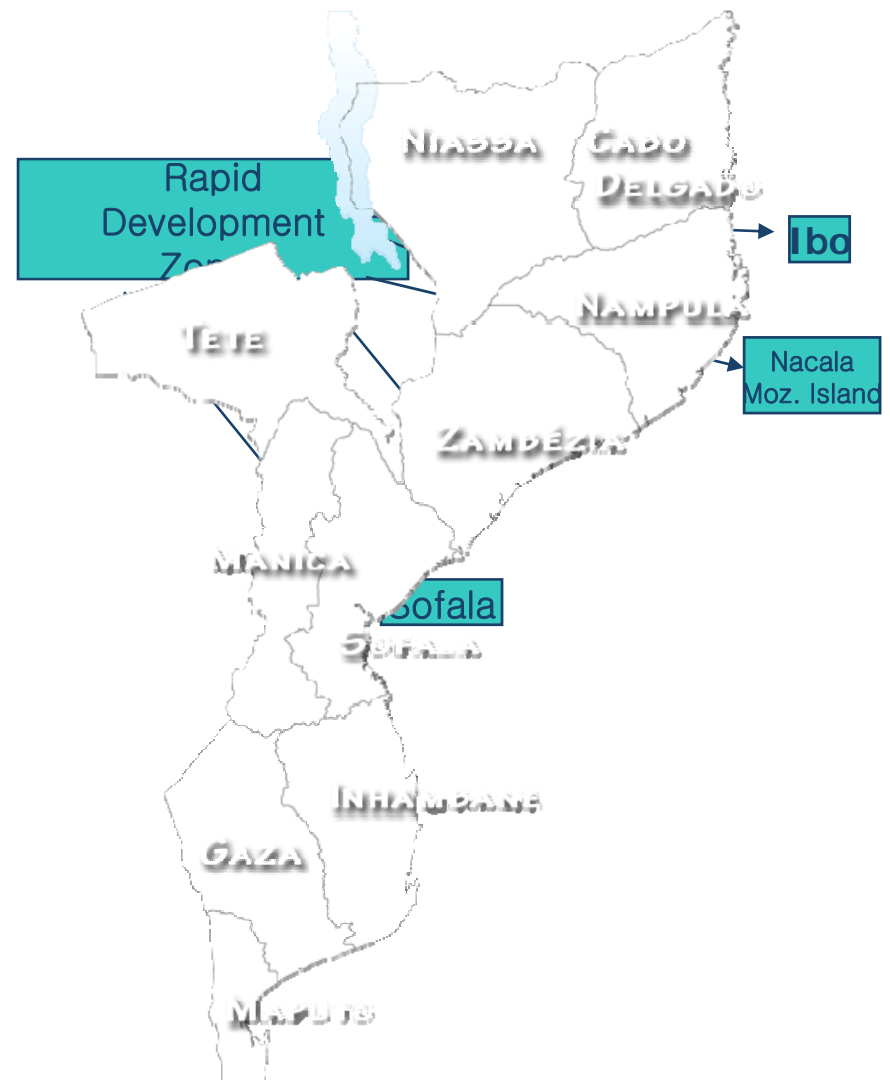 NIASSA
CABO
DELGADO
Rapid
Development
Ibo
NAMPULA
TETE
Nacala
Moz. Island
ZAMBÉZIA
MANICA
Sofala
SOFALA
INHAMBANE
GAZA
MAPUTO